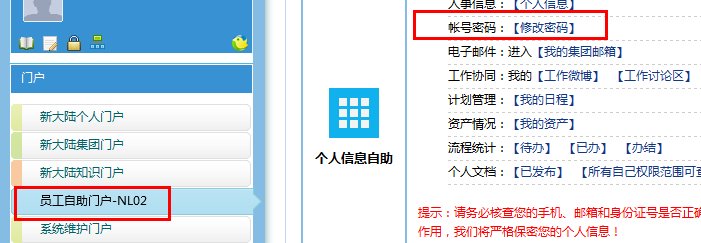 门户
新大陆个人门户
新大陆集团门户
新大陆知识门户
员工自助门户-NL02
系统维护门户
个人信息自助
人事信息：【个人信息】
帐号密码：【修改密码】
电子邮件：进入【我的集团邮箱】
工作协同：我的【工作微博】 【工作讨论区】
计划管理：【我的日程】
资产情况：【我的资产】
流程统计：【待办】 【已办】 【办结】
个人文档：【已发布】 【所有自己权限范围可
提示：请务必核查您的手机、邮箱和身份证号是否正确
作用，我们将严格保密您的个人信息！